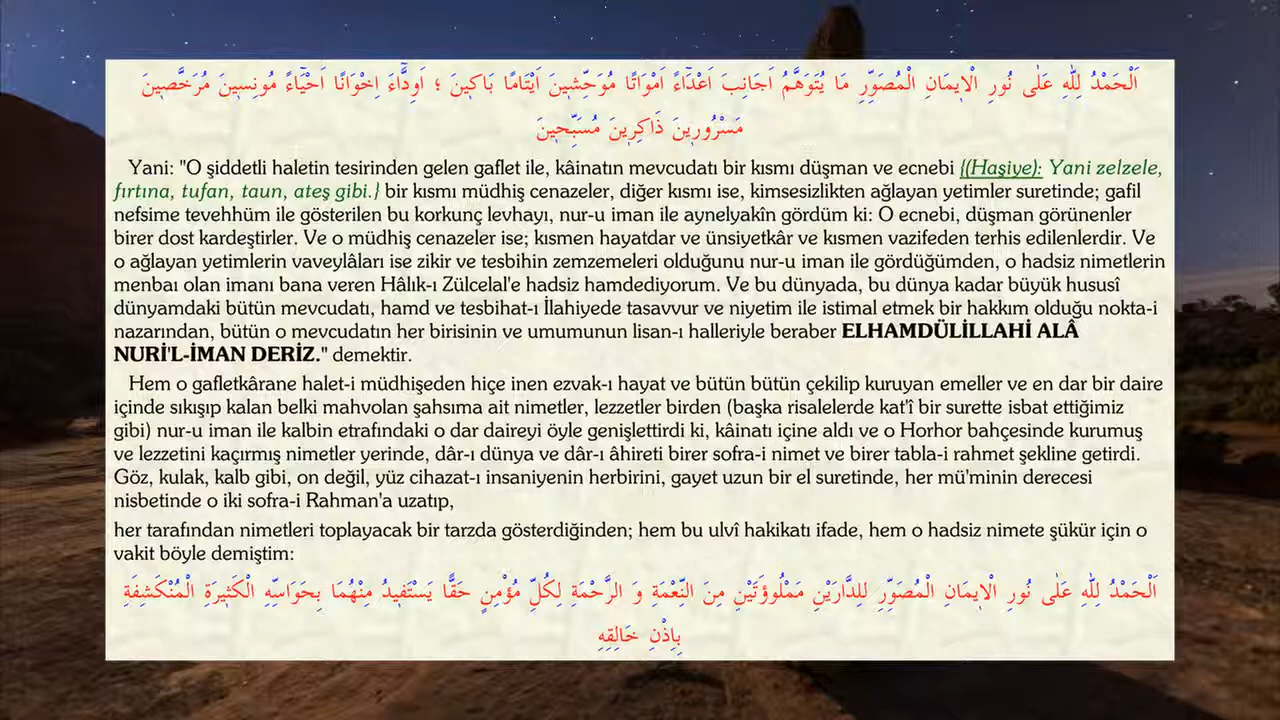 اَلْحَمْدُ لِلّٰهِ عَلٰى نُورِ الْاِيمَانِ الْمُصَوِّرِ مَا يُتَوَهَّمُ اَجَانِبَ اَعْدَٓاءً اَمْوَاتًا مُوَحِّشِينَ اَيْتَامًا بَاكِينَ ؛ اَوِدَّٓاءَ اِخْوَانًا اَحْيَٓاءً مُونِسِينَ مُرَخَّصِينَ
مَسْرُورِينَ ذَاكِرِينَ مُسَبِّحِينَ
Yani: "O şiddetli haletin tesirinden gelen gaflet ile, kâinatın mevcudatı bir kısmı düşman ve ecnebi {(Haşiye): Yani zelzele,
fırtına, tufan, taun, ateş gibi.} bir kısmı müdhiş cenazeler, diğer kısmı ise, kimsesizlikten ağlayan yetimler suretinde; gafil
nefsime tevehhüm ile gösterilen bu korkunç levhayı, nur-u iman ile aynelyakîn gördüm ki: O ecnebi, düşman görünenler
birer dost kardeştirler. Ve o müdhiş cenazeler ise; kısmen hayatdar ve ünsiyetkâr ve kısmen vazifeden terhis edilenlerdir. Ve
o ağlayan yetimlerin vaveylâları ise zikir ve tesbihin zemzemeleri olduğunu nur-u iman ile gördüğümden, o hadsiz nimetlerin
menbaı olan imanı bana veren Hâlık-ı Zülcelal'e hadsiz hamdediyorum. Ve bu dünyada, bu dünya kadar büyük hususî
dünyamdaki bütün mevcudatı, hamd ve tesbihat-ı İlahiyede tasavvur ve niyetim ile istimal etmek bir hakkım olduğu nokta-i
nazarından, bütün o mevcudatın her birisinin ve umumunun lisan-ı halleriyle beraber ELHAMDÜLİLLAHİ ALÂ
NURİ'L-İMAN DERİZ." demektir.
Hem o gafletkârane halet-i müdhişeden hiçe inen ezvak-ı hayat ve bütün bütün çekilip kuruyan emeller ve en dar bir daire
içinde sıkışıp kalan belki mahvolan şahsıma ait nimetler, lezzetler birden (başka risalelerde kat'î bir surette isbat ettiğimiz
gibi) nur-u iman ile kalbin etrafındaki o dar daireyi öyle genişlettirdi ki, kâinatı içine aldı ve o Horhor bahçesinde kurumuş
ve lezzetini kaçırmış nimetler yerinde, dâr-ı dünya ve dâr-ı âhireti birer sofra-i nimet ve birer tabla-i rahmet şekline getirdi.
Göz, kulak, kalb gibi, on değil, yüz cihazat-ı insaniyenin herbirini, gayet uzun bir el suretinde, her mü'minin derecesi
nisbetinde o iki sofra-i Rahman'a uzatıp,
her tarafından nimetleri toplayacak bir tarzda gösterdiğinden; hem bu ulvî hakikatı ifade, hem o hadsiz nimete şükür için o
vakit böyle demiştim:
اَلْحَمْدُ لِلّٰهِ عَلٰى نُورِ الْاِيمَانِ الْمُصَوِّرِ لِلدَّارَيْنِ مَمْلُوؤَتَيْنِ مِنَ النِّعْمَةِ وَ الرَّحْمَةِ لِكُلِّ مُؤْمِنٍ حَقًّا يَسْتَفِيدُ مِنْهُمَا بِحَوَاسِّهِ الْكَثِيرَةِ الْمُنْكَشِفَةِ
بِاِذْنِ خَالِقِهِ